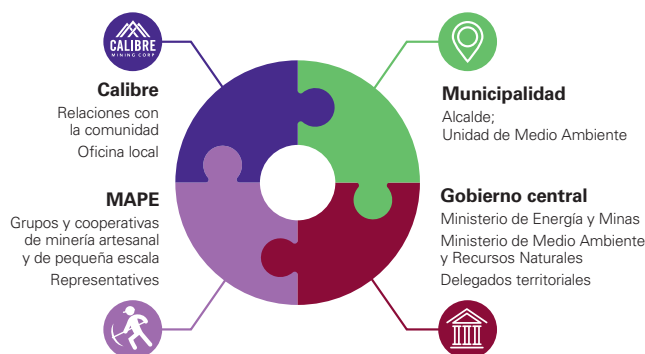 CALIBRE
MINING CORP
Calibre
Relaciones con
la comunidad
Oficina local
Municipalidad
Alcalde;
Unidad de Medio Ambiente
MAPE
Grupos y cooperativas
de minería artesanal
y de pequeña escala
Representatives
Gobierno central
Ministerio de Energía y Minas
Ministerio de Medio Ambiente
y Recursos Naturales
Delegados territoriales